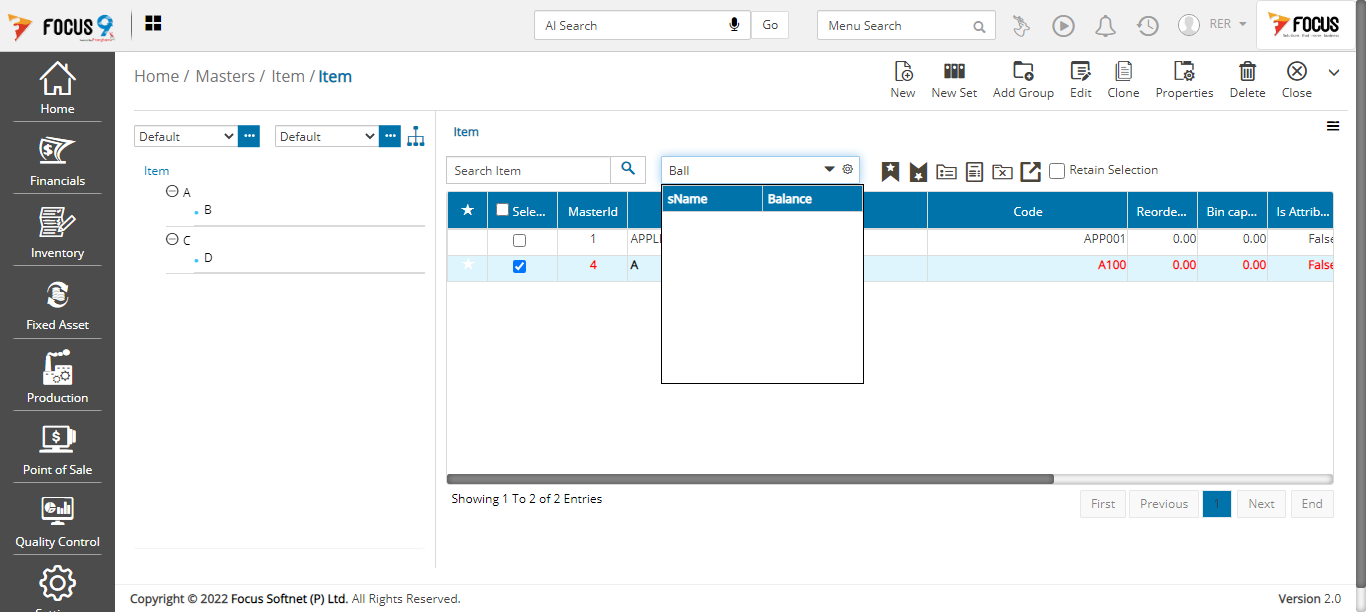 FOCUS 9
AI Search
Go
Menu Search
RER
FOCUS
Home
Financials
Inventory
Fixed Asset
Production
Point of Sale
Quality Control
Home / Masters / Item / Item
New
New Set
Add Group
Edit
Clone
Properties
Delete
Close
Default
Default
Item
A
B
C
D
Item
Search Item
Ball
Retain Selection
sName Balance
Sele... MasterId Code Reorde... Bin cap... Is Attrib...
1 APPL APP001 0.00 0.00 False
4 A A100 0.00 0.00 False
Showing 1 To 2 of 2 Entries
First Previous 1 Next End
Copyright © 2022 Focus Softnet (P) Ltd. All Rights Reserved.
Version 2.0